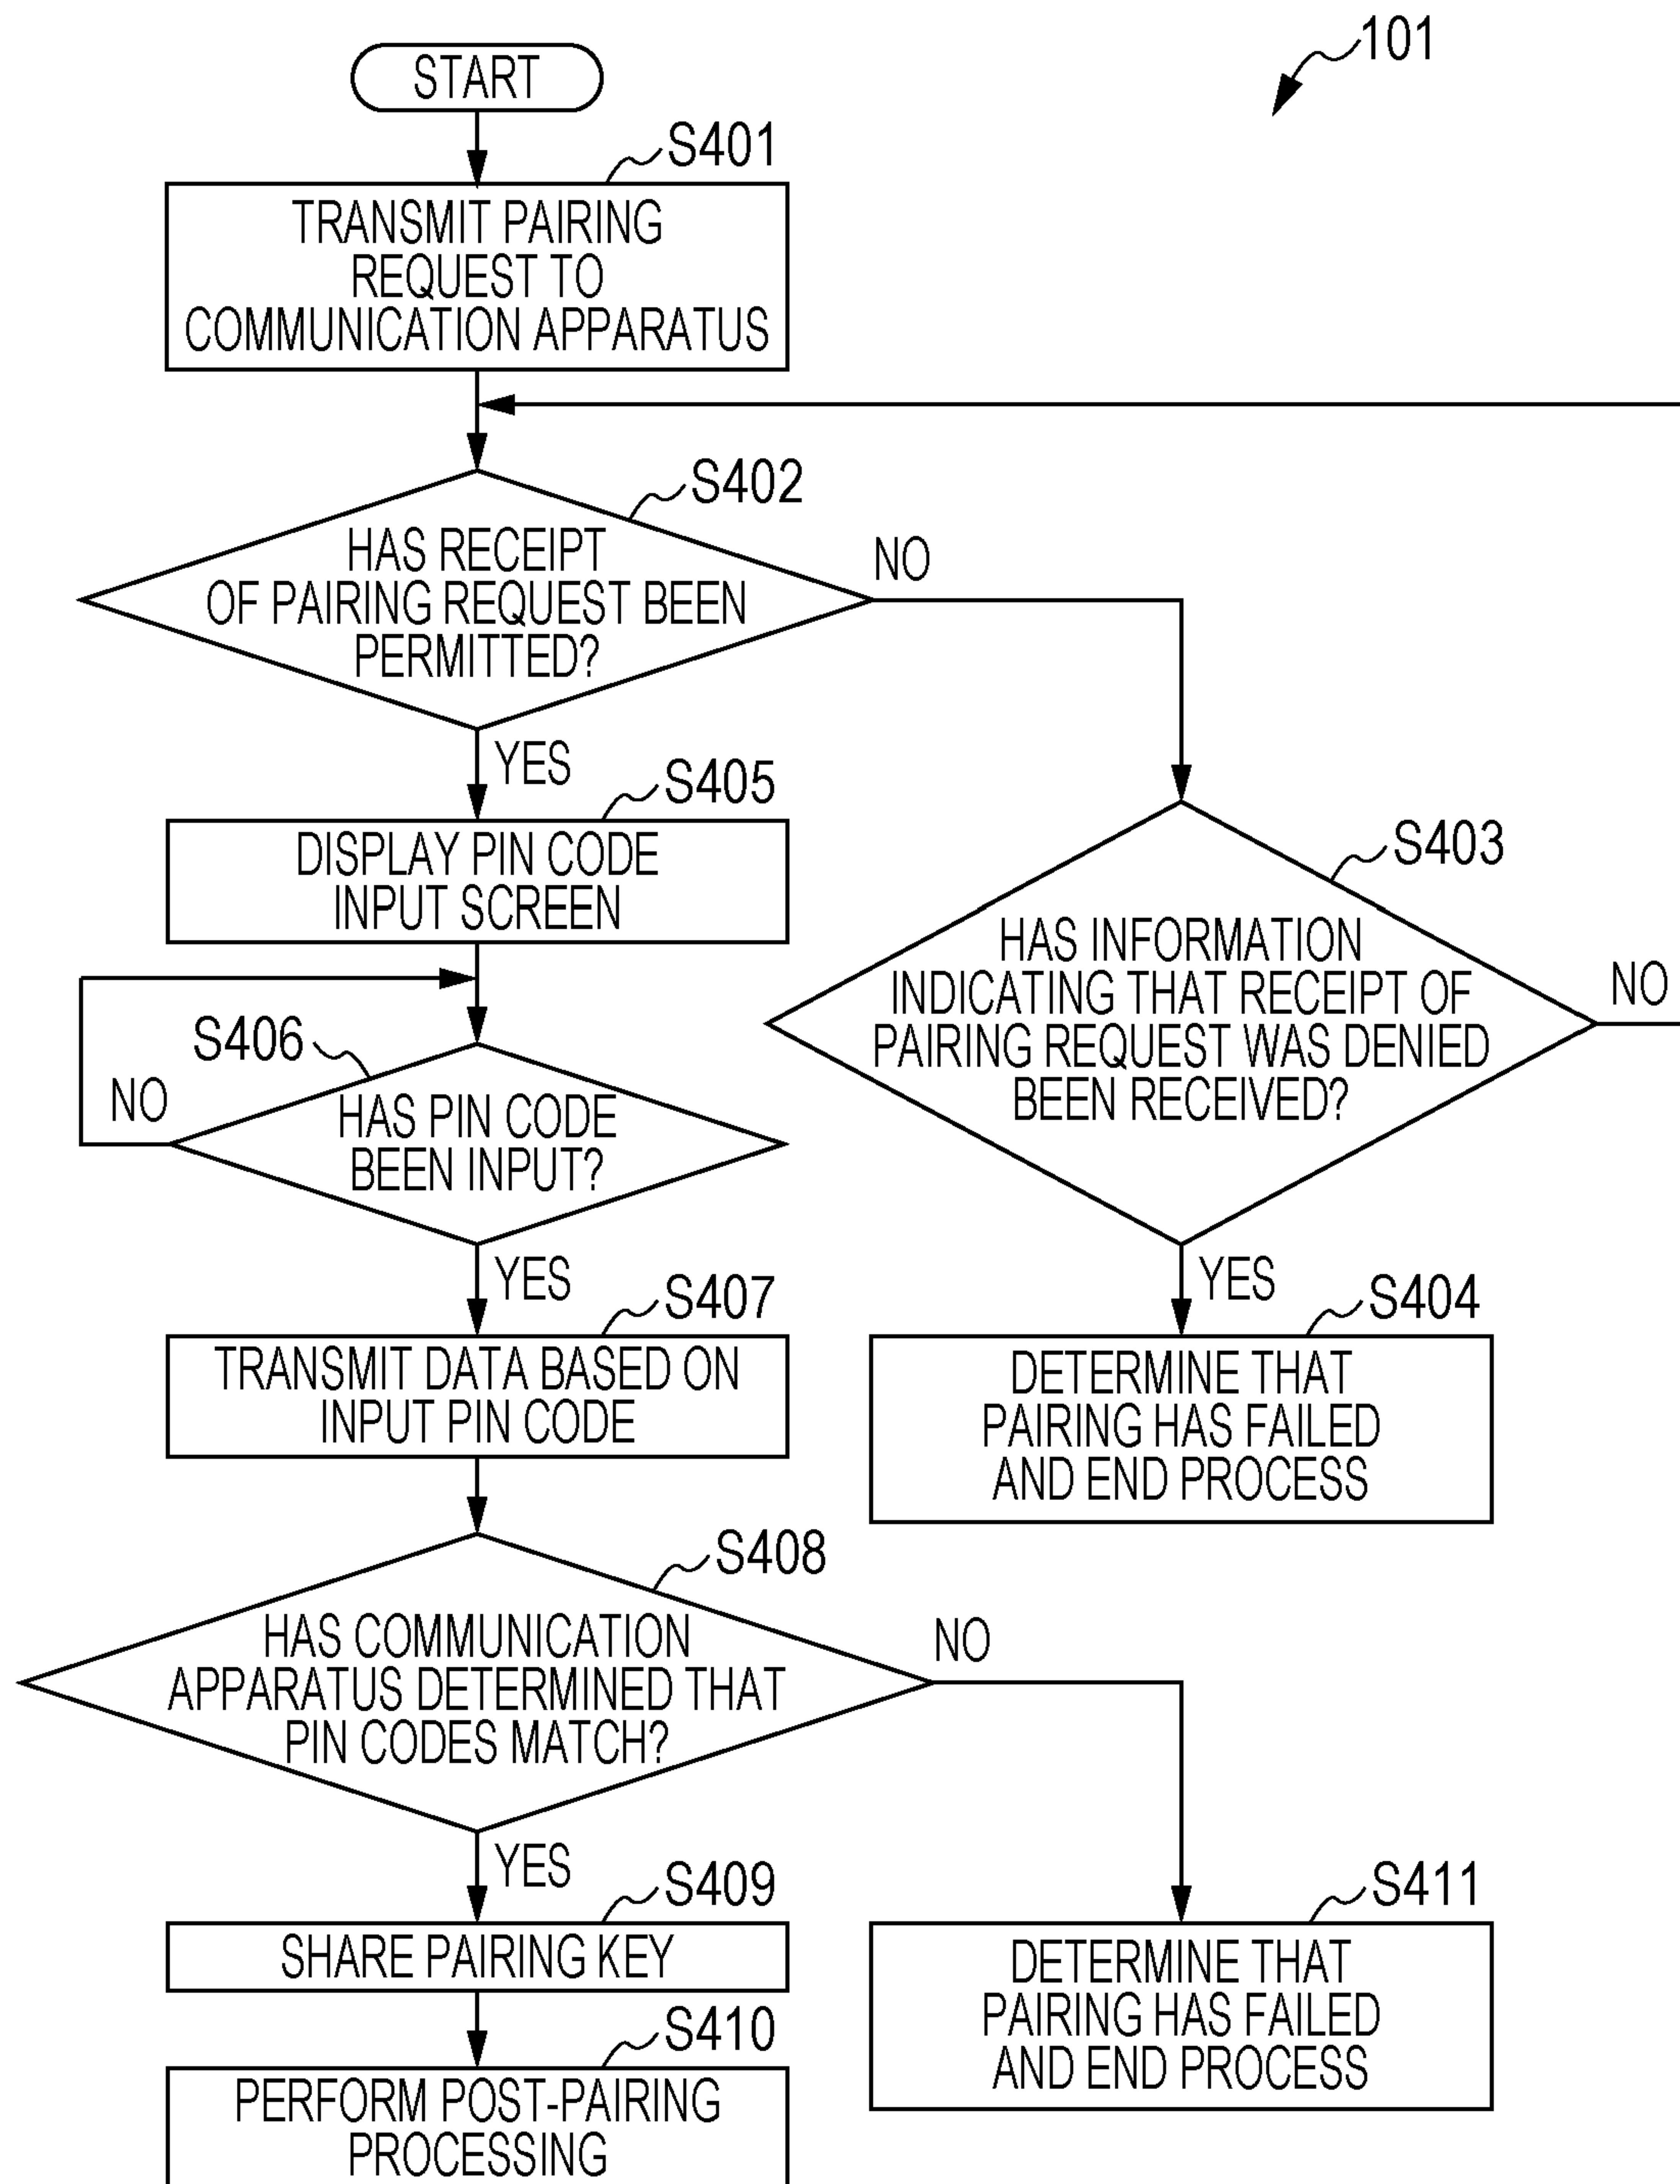 101
START
S401
TRANSMIT PAIRING
REQUEST TO
COMMUNICATION APPARATUS
S402
HAS RECEIPT
OF PAIRING REQUEST BEEN
PERMITTED?
NO
YES
S405
DISPLAY PIN CODE
INPUT SCREEN
S403
HAS INFORMATION
INDICATING THAT RECEIPT OF
PAIRING REQUEST WAS DENIED
BEEN RECEIVED?
NO
YES
S406
HAS PIN CODE
BEEN INPUT?
NO
YES
S407
TRANSMIT DATA BASED ON
INPUT PIN CODE
S404
DETERMINE THAT
PAIRING HAS FAILED
AND END PROCESS
S408
HAS COMMUNICATION
APPARATUS DETERMINED THAT
PIN CODES MATCH?
NO
YES
S409
SHARE PAIRING KEY
S410
PERFORM POST-PAIRING
PROCESSING
S411
DETERMINE THAT
PAIRING HAS FAILED
AND END PROCESS